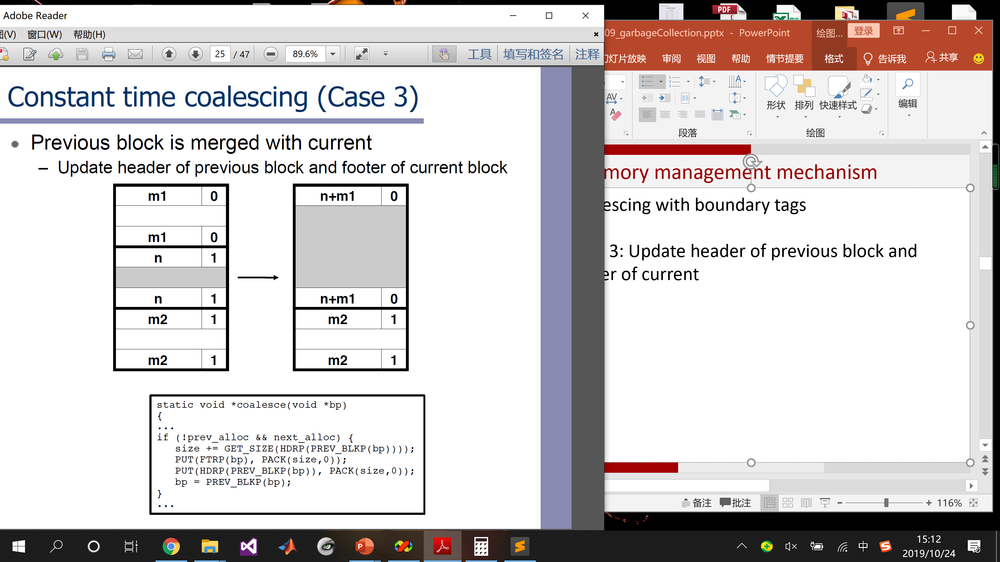 Adobe Reader
图(V) 窗口(W) 帮助(H)
25 / 47 89.6% 工具 填写和签名 注释
Constant time coalescing (Case 3)
Previous block is merged with current
– Update header of previous block and footer of current block
m1 0
m1 0
n 1
n 1
m2 1
m2 1
n+m1 0
n+m1 0
m2 1
m2 1
static void *coalesce(void *bp)
{
...
if (!prev_alloc && next_alloc) {
size += GET_SIZE(HDRP(PREV_BLKP(bp))));
PUT(FTRP(bp), PACK(size,0));
PUT(HDRP(PREV_BLKP(bp)), PACK(size,0));
bp = PREV_BLKP(bp);
}
...
PDF
09_garbageCollection.pptx - PowerPoint 绘图... 登录
幻灯片放映 审阅 视图 帮助 情节提要 格式 告诉我 共享
形状 排列 快速样式 编辑
段落 绘图
mory management mechanism
escing with boundary tags
3: Update header of previous block and
er of current
备注 批注 116%
中
15:12
2019/10/24